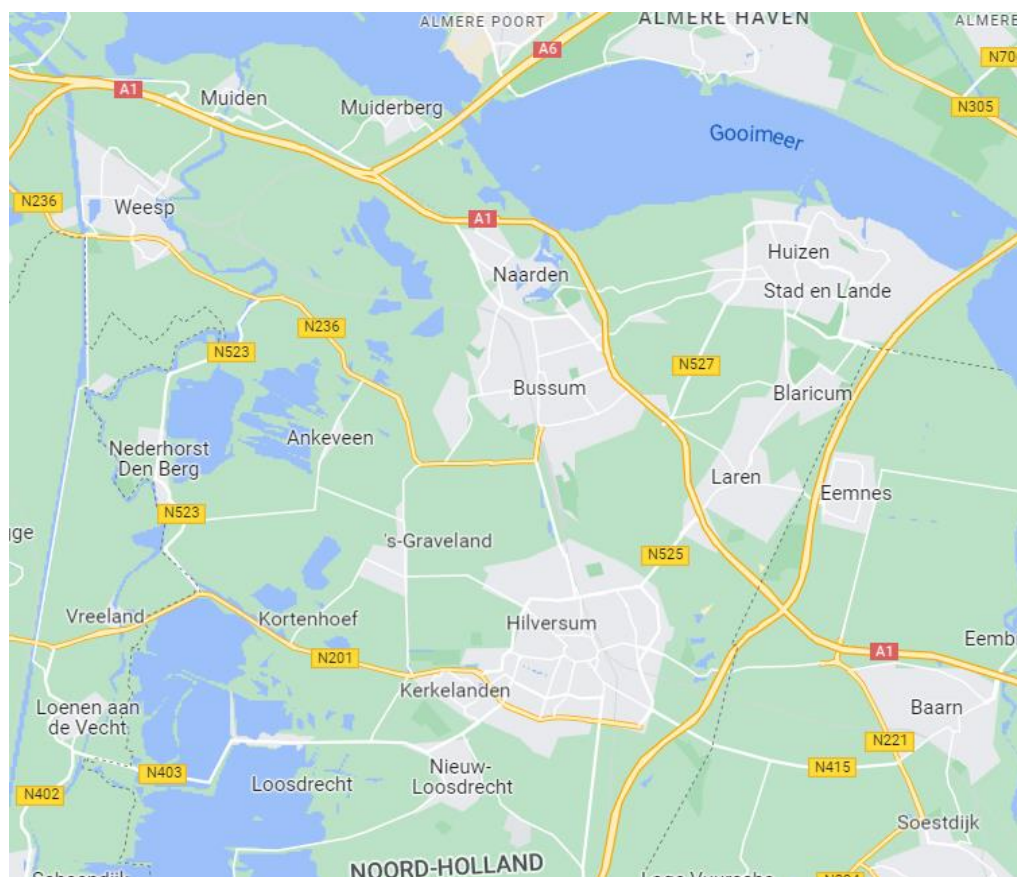 ALMERE POORT
ALMERE HAVEN
ALMERE
A6
N70
A1
Muiden
Muiderberg
N305
Gooimeer
N236
Weesp
A1
Huizen
Naarden
Stad en Lande
N236
N523
N527
Bussum
Blaricum
Ankeveen
Nederhorst
Den Berg
Laren
Eemnes
N523
's-Graveland
N525
Vreeland
Kortenhoef
Hilversum
Eemb
A1
N201
Kerkelanden
Loenen aan
de Vecht
Baarn
N221
N403
Loosdrecht
Nieuw-
Loosdrecht
N415
N402
Soestdijk
NOORD-HOLLAND